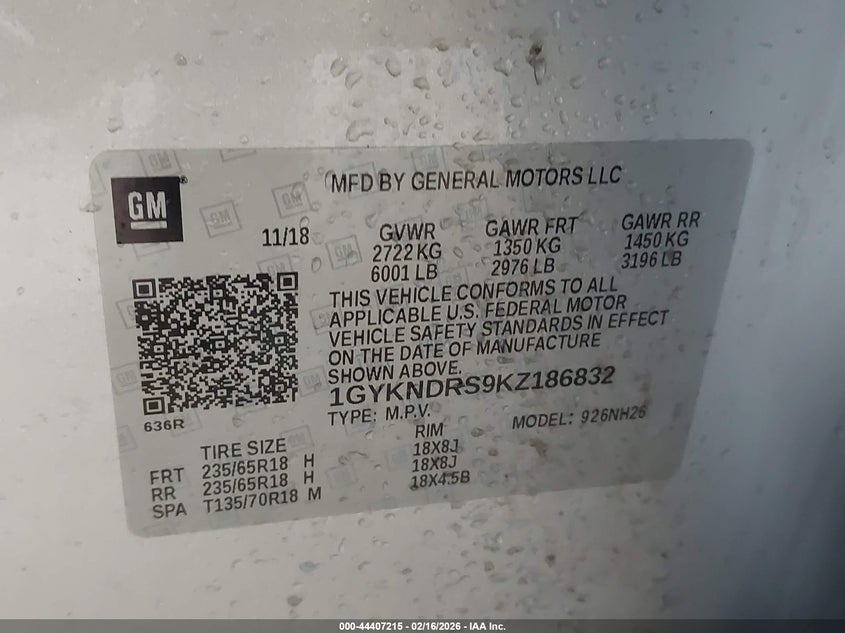 GM
MFD BY GENERAL MOTORS LLC
11/18
GVWR GAWR FRT GAWR RR
2722 KG 1350 KG 1450 KG
6001 LB 2976 LB 3196 LB
THIS VEHICLE CONFORMS TO ALL
APPLICABLE U.S. FEDERAL MOTOR
VEHICLE SAFETY STANDARDS IN EFFECT
ON THE DATE OF MANUFACTURE
SHOWN ABOVE.
1GYKNDRS9KZ186832
TYPE: M.P.V. MODEL: 926NH26
636R
TIRE SIZE RIM
FRT 235/65R18 H 18X8J
RR 235/65R18 H 18X8J
SPA T135/70R18 M 18X4.5B
000-44407215 - 02/16/2026 - IAA Inc.